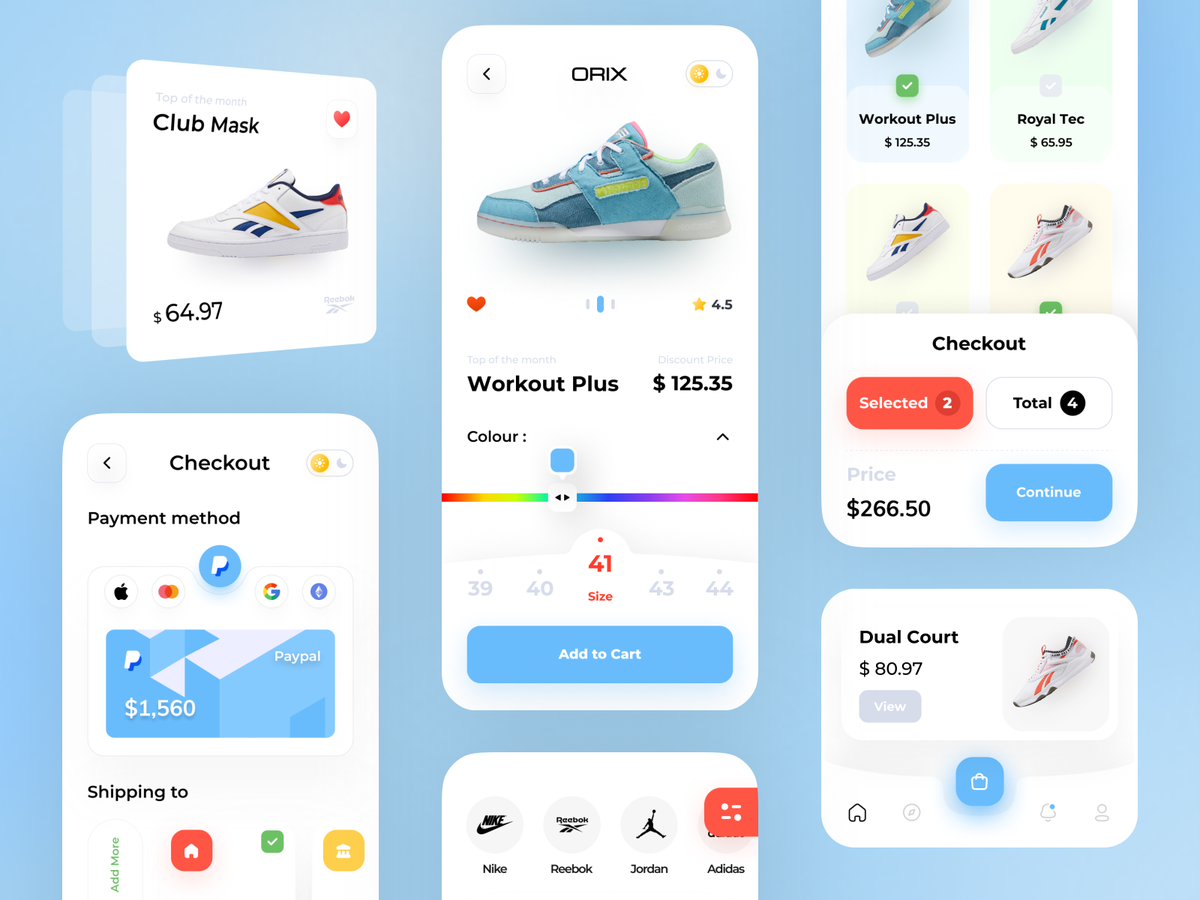 Top of the month
Club Mask
$ 64.97
Reebok
Checkout
Payment method
Paypal
$1,560
Shipping to
Add More
ORIX
4.5
Top of the month
Discount Price
Workout Plus
$ 125.35
Colour :
39
40
41
43
44
Size
Add to Cart
NIKE
Reebok
Nike
Reebok
Jordan
Adidas
Workout Plus
$ 125.35
Royal Tec
$ 65.95
Checkout
Selected 2
Total 4
Price
$266.50
Continue
Dual Court
$ 80.97
View